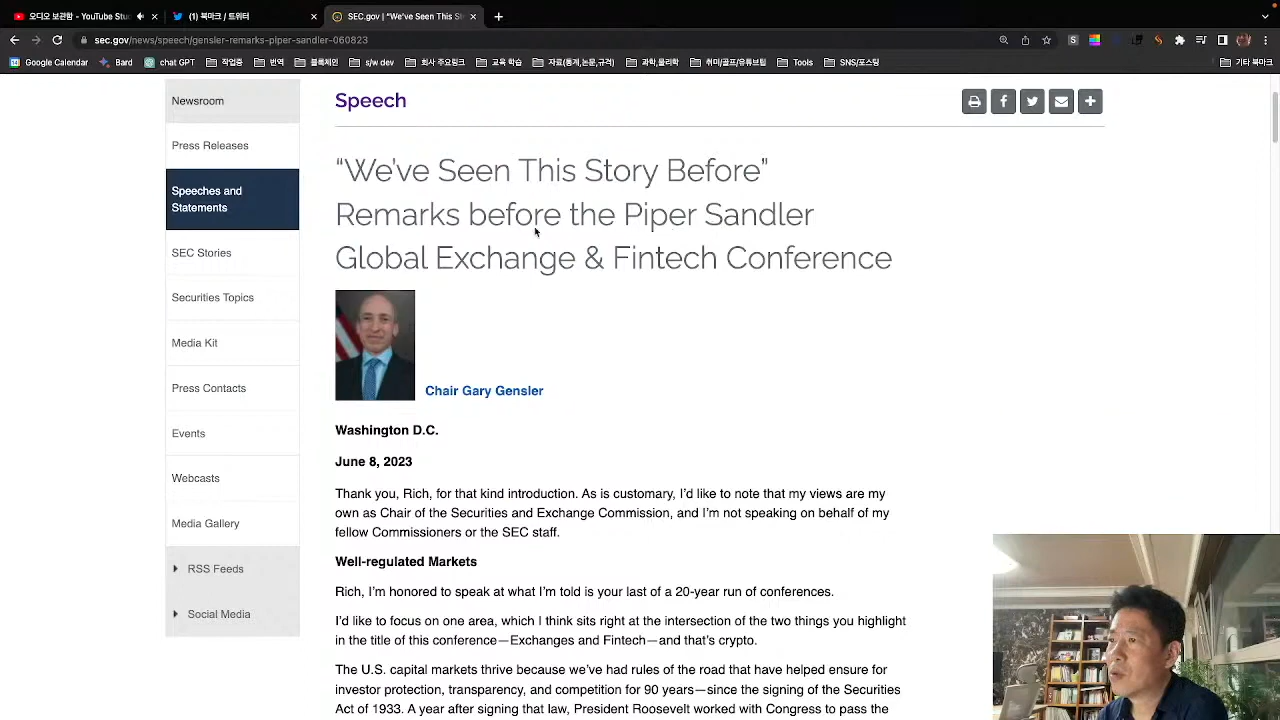 오디오 보관함 - YouTube Stu
(1) 북마크 / 트위터
SEC.gov | “We've Seen This St
sec.gov/news/speech/gensler-remarks-piper-sandler-060823
Google Calendar
Bard
Chat GPT
작업중
번역
블록체인
s/w dev
회사 주요링크
교육 학습
자료(통계,논문,규격)
과학,물리학
취미/골프/유튜브팁
Tools
SNS/포스팅
기타 북마크
Newsroom
Press Releases
Speeches and
Statements
SEC Stories
Securities Topics
Media Kit
Press Contacts
Events
Webcasts
Media Gallery
RSS Feeds
Social Media
Speech
“We've Seen This Story Before”
Remarks before the Piper Sandler
Global Exchange & Fintech Conference
Chair Gary Gensler
Washington D.C.
June 8, 2023
Thank you, Rich, for that kind introduction. As is customary, I'd like to note that my views are my
own as Chair of the Securities and Exchange Commission, and I'm not speaking on behalf of my
fellow Commissioners or the SEC staff.
Well-regulated Markets
Rich, I'm honored to speak at what I'm told is your last of a 20-year run of conferences.
I'd like to focus on one area, which I think sits right at the intersection of the two things you highlight
in the title of this conference—Exchanges and Fintech—and that's crypto.
The U.S. capital markets thrive because we've had rules of the road that have helped ensure for
investor protection, transparency, and competition for 90 years—since the signing of the Securities
Act of 1933. A year after signing that law, President Roosevelt worked with Congress to pass the